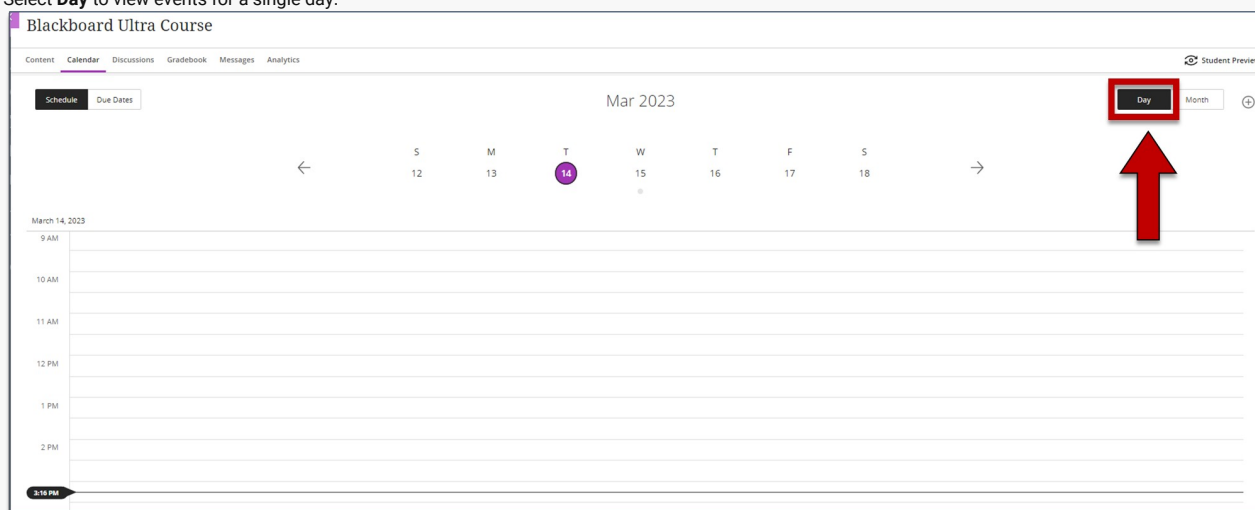 Select Day to view events for a single day.
Blackboard Ultra Course
Content Calendar Discussions Gradebook Messages Analytics
Student Preview
Schedule Due Dates
Mar 2023
Day Month
S M T W T F S
12 13 14 15 16 17 18
March 14, 2023
9 AM
10 AM
11 AM
12 PM
1 PM
2 PM
3:16 PM